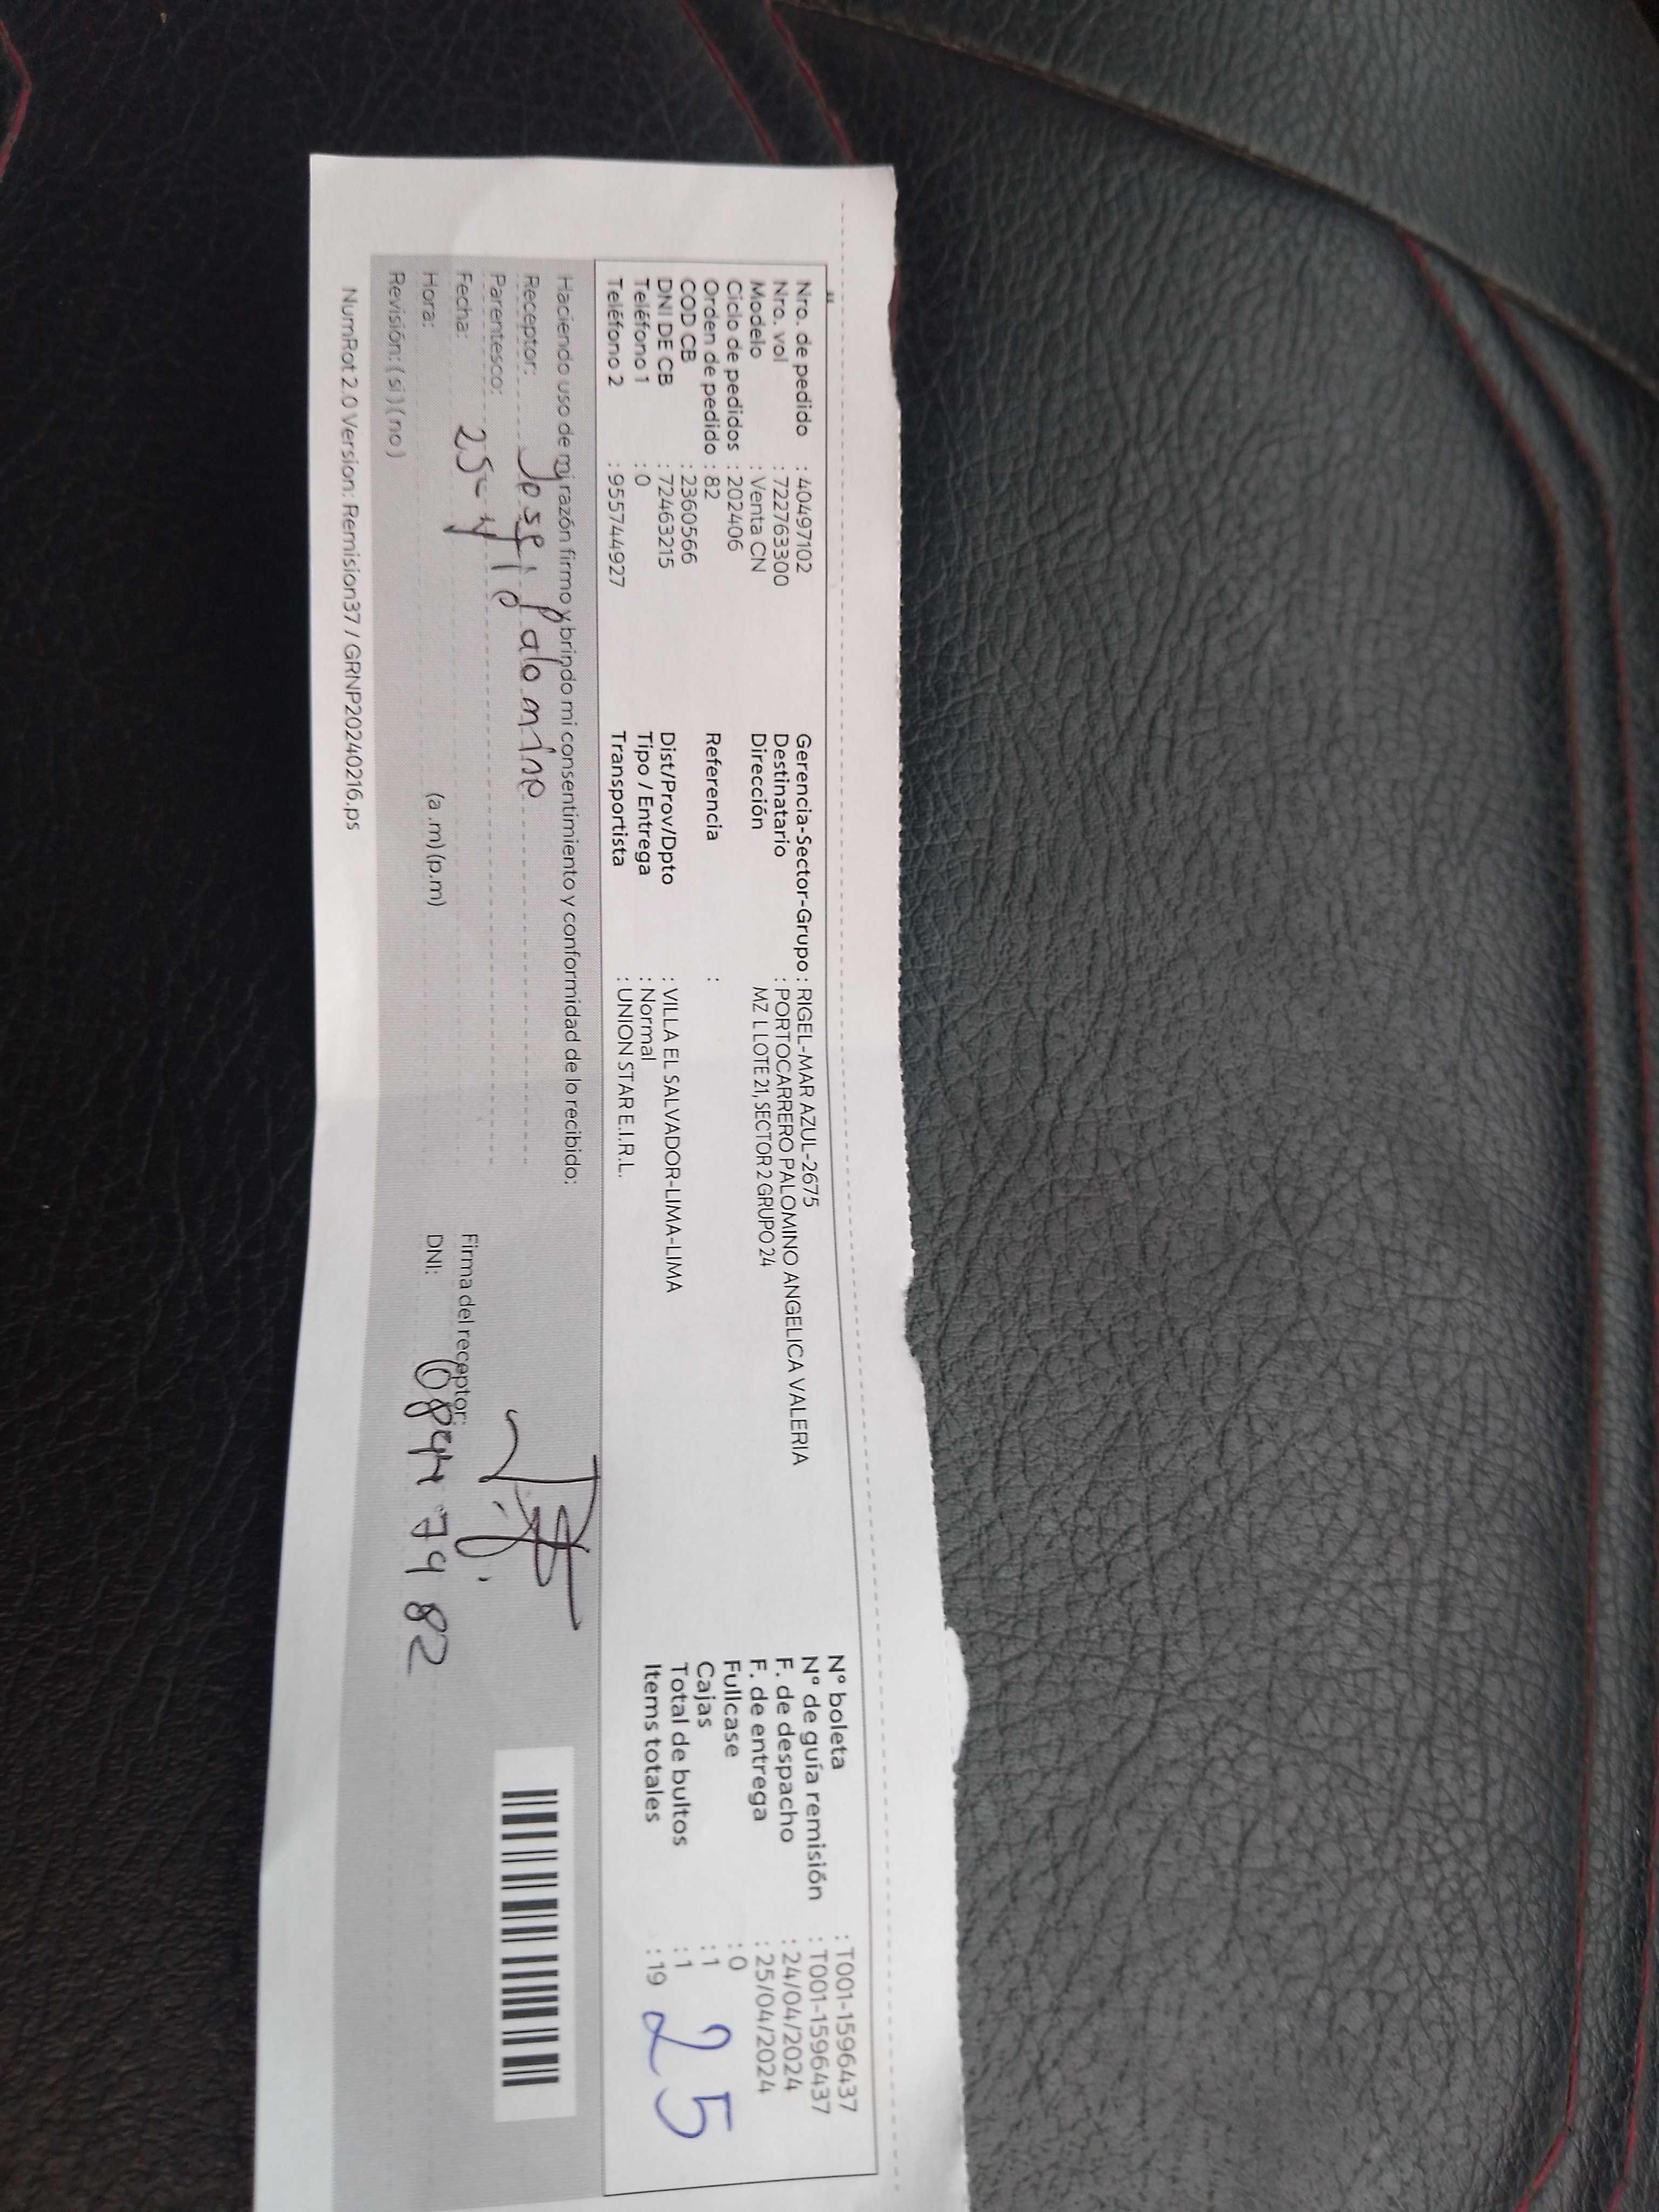 Nro. de pedido : 40497102
Nro. vol : 722763300
Modelo : Venta CN
Ciclo de pedidos : 202406
Orden de pedido : 82
COD CB : 2360566
DNI DE CB : 72463215
Teléfono 1 : 0
Teléfono 2 : 955744927
Gerencia-Sector-Grupo : RIGEL-MAR AZUL-2675
Destinatario : PORTOCARRERO PALOMINO ANGELICA VALERIA
Dirección MZ L LOTE 21, SECTOR 2 GRUPO 24
Referencia :
Dist/Prov/Dpto : VILLA EL SALVADOR-LIMA-LIMA
Tipo / Entrega : Normal
Transportista : UNION STAR E.I.R.L.
N° boleta : T001-1596437
N° de guía remisión : T001-1596437
F. de despacho : 24/04/2024
F. de entrega : 25/04/2024
Fullcase : 0
Cajas : 1
Total de bultos : 1
Items totales : 19
25
Haciendo uso de mi razón firmo y brindo mi consentimiento y conformidad de lo recibido:
Receptor: Palomino
Parentesco:
Fecha: 25-4
Hora: (a.m) (p.m)
Revisión: ( si ) ( no )
Firma del receptor:
DNI: 08447982
NumRot 2.0 Version: Remision37 / GRNP20240216.ps